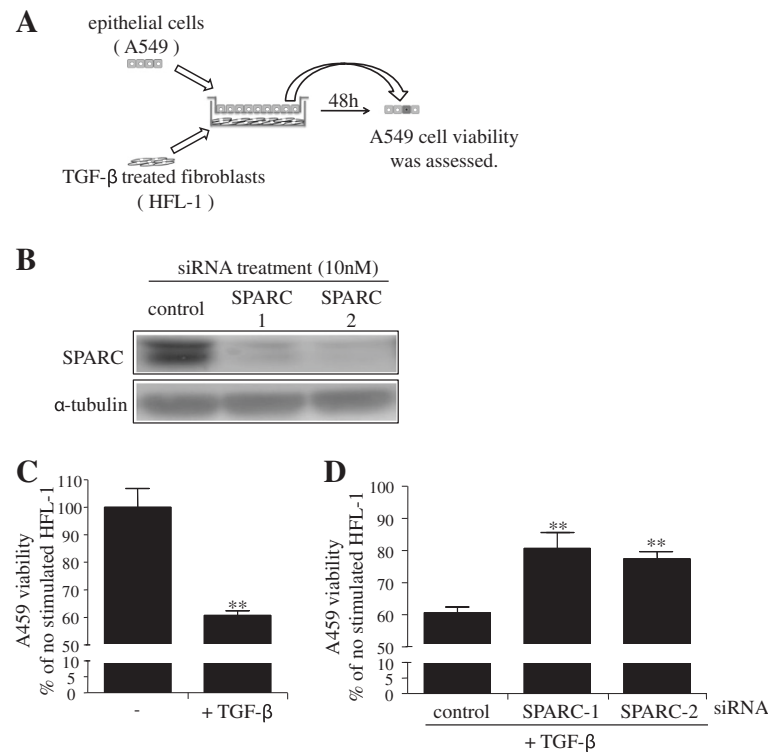 A
epithelial cells
( A549 )
48h
A549 cell viability
was assessed.
TGF-β treated fibroblasts
( HFL-1 )
B
siRNA treatment (10nM)
control
SPARC
1
SPARC
2
SPARC
α-tubulin
C
A459 viability
% of no stimulated HFL-1
110
100
90
80
70
60
50
10
5
0
**
-
+ TGF-β
D
A459 viability
% of no stimulated HFL-1
100
90
80
70
60
50
10
5
0
**
**
control
SPARC-1
SPARC-2
siRNA
+ TGF-β